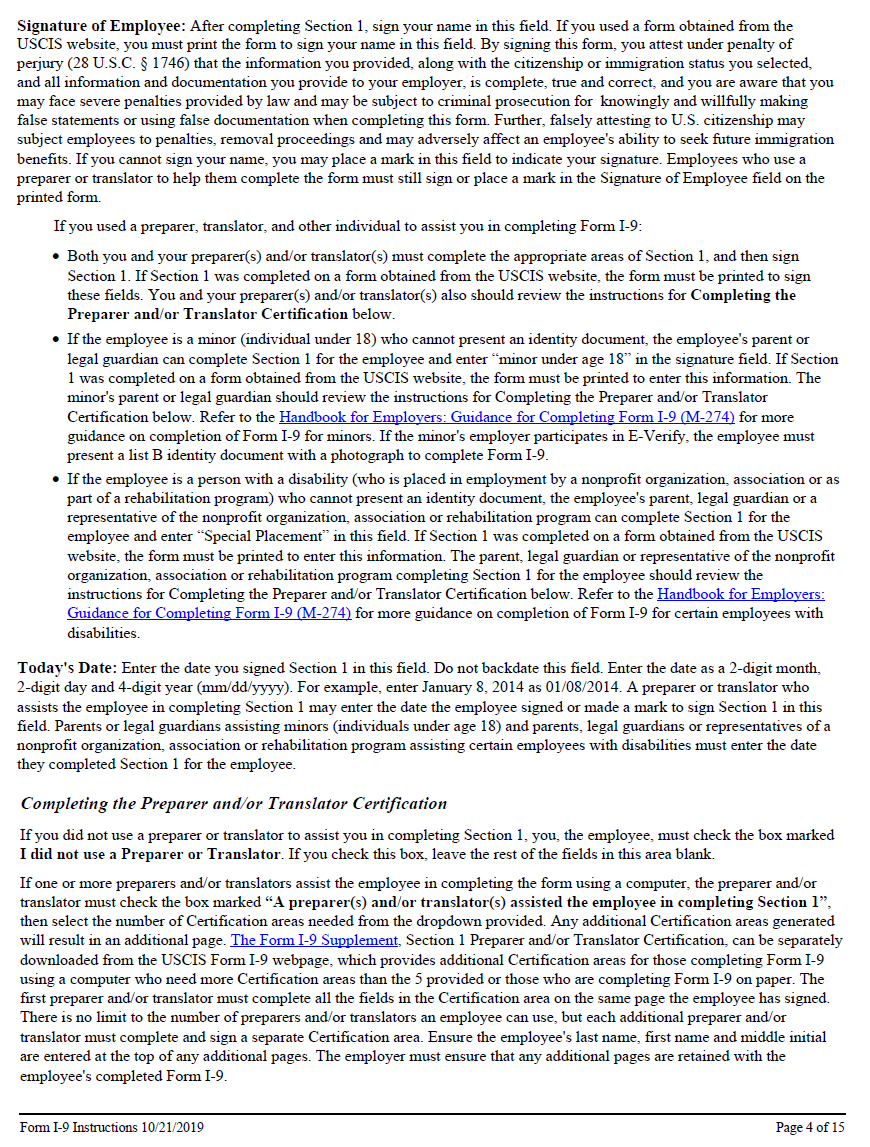 Signature of Employee: After completing Section 1, sign your name in this field. If you used a form obtained from the
USCIS website, you must print the form to sign your name in this field. By signing this form, you attest under penalty of
perjury (28 U.S.C. § 1746) that the information you provided, along with the citizenship or immigration status you selected,
and all information and documentation you provide to your employer, is complete, true and correct, and you are aware that you
may face severe penalties provided by law and may be subject to criminal prosecution for  knowingly and willfully making
false statements or using false documentation when completing this form. Further, falsely attesting to U.S. citizenship may
subject employees to penalties, removal proceedings and may adversely affect an employee's ability to seek future immigration
benefits. If you cannot sign your name, you may place a mark in this field to indicate your signature. Employees who use a
preparer or translator to help them complete the form must still sign or place a mark in the Signature of Employee field on the
printed form.
If you used a preparer, translator, and other individual to assist you in completing Form I-9:
• Both you and your preparer(s) and/or translator(s) must complete the appropriate areas of Section 1, and then sign
Section 1. If Section 1 was completed on a form obtained from the USCIS website, the form must be printed to sign
these fields. You and your preparer(s) and/or translator(s) also should review the instructions for Completing the
Preparer and/or Translator Certification below.
• If the employee is a minor (individual under 18) who cannot present an identity document, the employee's parent or
legal guardian can complete Section 1 for the employee and enter “minor under age 18” in the signature field. If Section
1 was completed on a form obtained from the USCIS website, the form must be printed to enter this information. The
minor's parent or legal guardian should review the instructions for Completing the Preparer and/or Translator
Certification below. Refer to the Handbook for Employers: Guidance for Completing Form I-9 (M-274) for more
guidance on completion of Form I-9 for minors. If the minor's employer participates in E-Verify, the employee must
present a list B identity document with a photograph to complete Form I-9.
• If the employee is a person with a disability (who is placed in employment by a nonprofit organization, association or as
part of a rehabilitation program) who cannot present an identity document, the employee's parent, legal guardian or a
representative of the nonprofit organization, association or rehabilitation program can complete Section 1 for the
employee and enter “Special Placement” in this field. If Section 1 was completed on a form obtained from the USCIS
website, the form must be printed to enter this information. The parent, legal guardian or representative of the nonprofit
organization, association or rehabilitation program completing Section 1 for the employee should review the
instructions for Completing the Preparer and/or Translator Certification below. Refer to the Handbook for Employers:
Guidance for Completing Form I-9 (M-274) for more guidance on completion of Form I-9 for certain employees with
disabilities.
Today's Date: Enter the date you signed Section 1 in this field. Do not backdate this field. Enter the date as a 2-digit month,
2-digit day and 4-digit year (mm/dd/yyyy). For example, enter January 8, 2014 as 01/08/2014. A preparer or translator who
assists the employee in completing Section 1 may enter the date the employee signed or made a mark to sign Section 1 in this
field. Parents or legal guardians assisting minors (individuals under age 18) and parents, legal guardians or representatives of a
nonprofit organization, association or rehabilitation program assisting certain employees with disabilities must enter the date
they completed Section 1 for the employee.
Completing the Preparer and/or Translator Certification
If you did not use a preparer or translator to assist you in completing Section 1, you, the employee, must check the box marked
I did not use a Preparer or Translator. If you check this box, leave the rest of the fields in this area blank.
If one or more preparers and/or translators assist the employee in completing the form using a computer, the preparer and/or
translator must check the box marked “A preparer(s) and/or translator(s) assisted the employee in completing Section 1”,
then select the number of Certification areas needed from the dropdown provided. Any additional Certification areas generated
will result in an additional page. The Form I-9 Supplement, Section 1 Preparer and/or Translator Certification, can be separately
downloaded from the USCIS Form I-9 webpage, which provides additional Certification areas for those completing Form I-9
using a computer who need more Certification areas than the 5 provided or those who are completing Form I-9 on paper. The
first preparer and/or translator must complete all the fields in the Certification area on the same page the employee has signed.
There is no limit to the number of preparers and/or translators an employee can use, but each additional preparer and/or
translator must complete and sign a separate Certification area. Ensure the employee's last name, first name and middle initial
are entered at the top of any additional pages. The employer must ensure that any additional pages are retained with the
employee's completed Form I-9.
Form I-9 Instructions 10/21/2019
Page 4 of 15